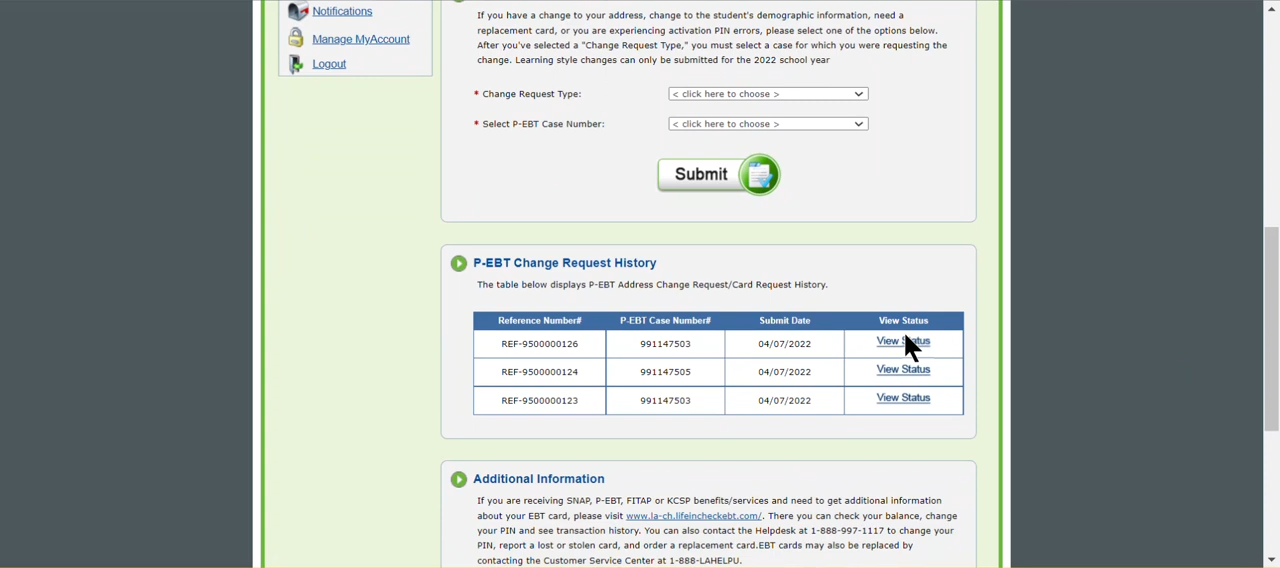 Notifications
Manage MyAccount
Logout
If you have a change to your address, change to the student's demographic information, need a
replacement card, or you are experiencing activation PIN errors, please select one of the options below.
After you've selected a "Change Request Type," you must select a case for which you were requesting the
change. Learning style changes can only be submitted for the 2022 school year
* Change Request Type: < click here to choose >
* Select P-EBT Case Number: < click here to choose >
Submit
P-EBT Change Request History
The table below displays P-EBT Address Change Request/Card Request History.
Reference Number# P-EBT Case Number# Submit Date View Status
REF-9500000126 991147503 04/07/2022 View Status
REF-9500000124 991147505 04/07/2022 View Status
REF-9500000123 991147503 04/07/2022 View Status
Additional Information
If you are receiving SNAP, P-EBT, FITAP or KCSP benefits/services and need to get additional information
about your EBT card, please visit www.la-ch.lifeincheckebt.com/. There you can check your balance, change
your PIN and see transaction history. You can also contact the Helpdesk at 1-888-997-1117 to change your
PIN, report a lost or stolen card, and order a replacement card.EBT cards may also be replaced by
contacting the Customer Service Center at 1-888-LAHELPU.